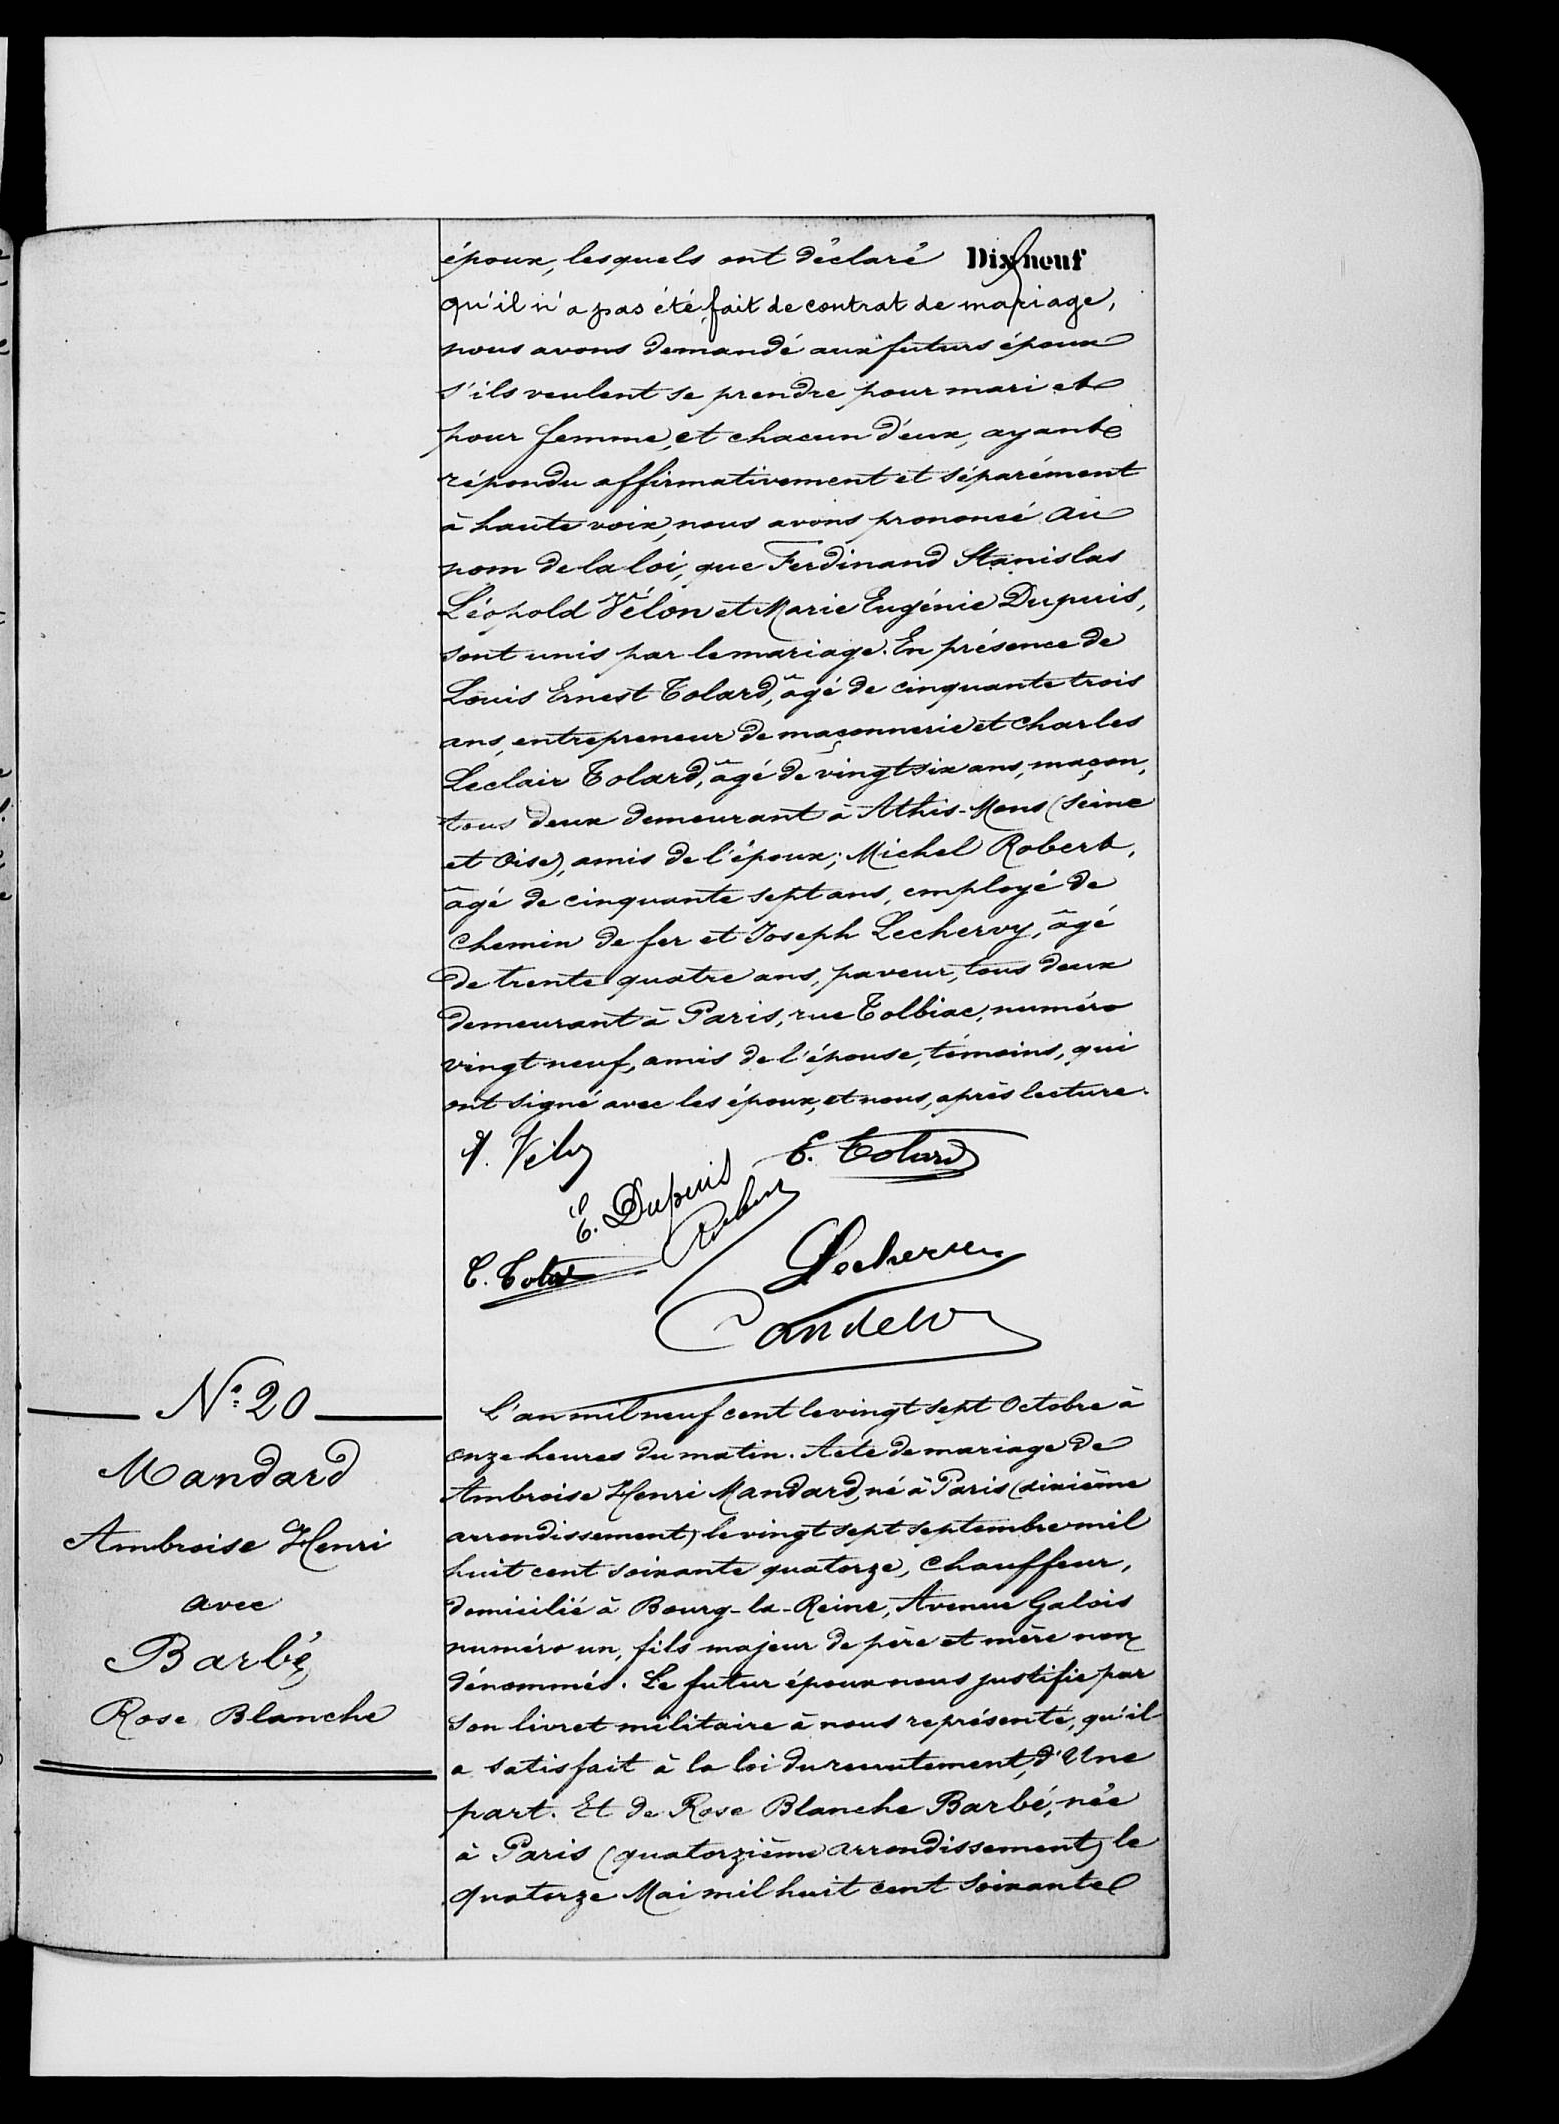 époux, lesquels ont déclaré Dix neuf
qu'il n'a pas été fait de contrat de mariage,
nous avons demandé aux futurs époux
s'ils veulent se prendre pour mari et
pour femme, et chacun d'eux, ayant
répondu affirmativement et séparément
à haute voix, nous avons prononcé au
nom de la loi, que Ferdinand Stanislas
Léopold Vélon et Marie Eugénie Dupuis,
sont unis par le mariage. En présence de
Louis Ernest Tolard, âgé de cinquante trois
ans, entrepreneur de maçonnerie et Charles
Leclair Tolard, âgé de vingt six ans, maçon,
tous deux demeurant à Athis-Mons (Seine
et Oise), amis de l'époux; Michel Robert,
âgé de cinquante sept ans, employé de
chemin de fer et Joseph Lechervy, âgé
de trente quatre ans, paveur, tous deux
demeurant à Paris, rue Tolbiac, numéro
vingt neuf, amis de l'épouse, témoins, qui
ont signé avec les époux, et nous, après lecture.
E. Tolard
E. Dupuis
Robert
C. Tolard
N° 20
Mandard
Ambroise Henri
avec
Barbé
Rose Blanche
L'an mil neuf cent le vingt sept Octobre à
onze heures du matin. Acte de mariage de
Ambroise Henri Mandard, né à Paris (sixième
arrondissement) le vingt sept septembre mil
huit cent soixante quatorze, chauffeur,
domicilié à Bourg-la-Reine, Avenue Galois
numéro un, fils majeur de père et mère non
dénommés. Le futur époux nous justifie par
son livret militaire à nous représenté, qu'il
a satisfait à la loi du recrutement, d'Une
part. Et de Rose Blanche Barbé, née
à Paris (quatorzième arrondissement) le
quatorze Mai mil huit cent soixante